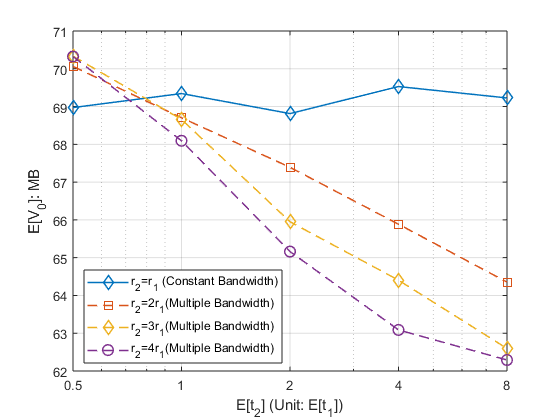 71
70
69
68
67
66
65
64
63
62
E[V0]: MB
r2=r1 (Constant Bandwidth)
r2=2r1(Multiple Bandwidth)
r2=3r1(Multiple Bandwidth)
r2=4r1(Multiple Bandwidth)
0.5 1 2 4 8
E[t2] (Unit: E[t1])